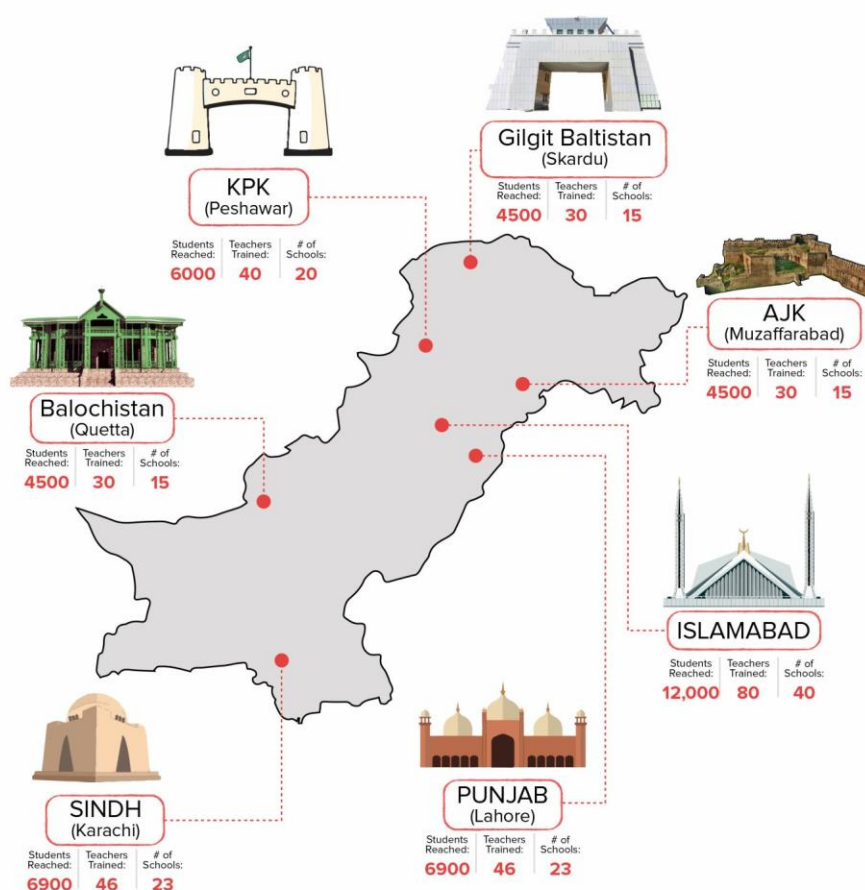 Gilgit Baltistan
(Skardu)
Students Reached: Teachers Trained: # of Schools:
4500 30 15
KPK
(Peshawar)
Students Reached: Teachers Trained: # of Schools:
6000 40 20
AJK
(Muzaffarabad)
Students Reached: Teachers Trained: # of Schools:
4500 30 15
Balochistan
(Quetta)
Students Reached: Teachers Trained: # of Schools:
4500 30 15
ISLAMABAD
Students Reached: Teachers Trained: # of Schools:
12,000 80 40
SINDH
(Karachi)
Students Reached: Teachers Trained: # of Schools:
6900 46 23
PUNJAB
(Lahore)
Students Reached: Teachers Trained: # of Schools:
6900 46 23